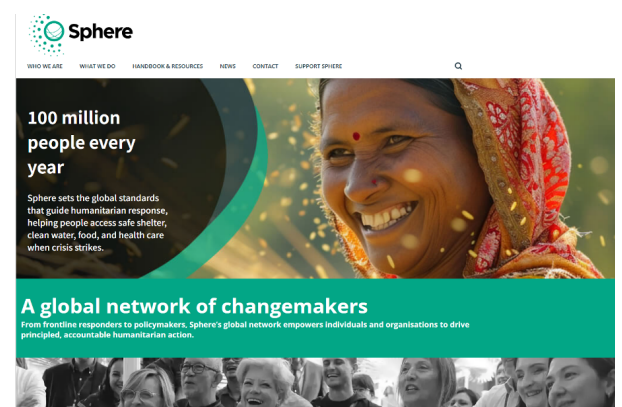 Sphere
WHO WE ARE WHAT WE DO HANDBOOK & RESOURCES NEWS CONTACT SUPPORT SPHERE
100 million
people every
year
Sphere sets the global standards
that guide humanitarian response,
helping people access safe shelter,
clean water, food, and health care
when crisis strikes.
A global network of changemakers
From frontline responders to policymakers, Sphere's global network empowers individuals and organisations to drive
principled, accountable humanitarian action.